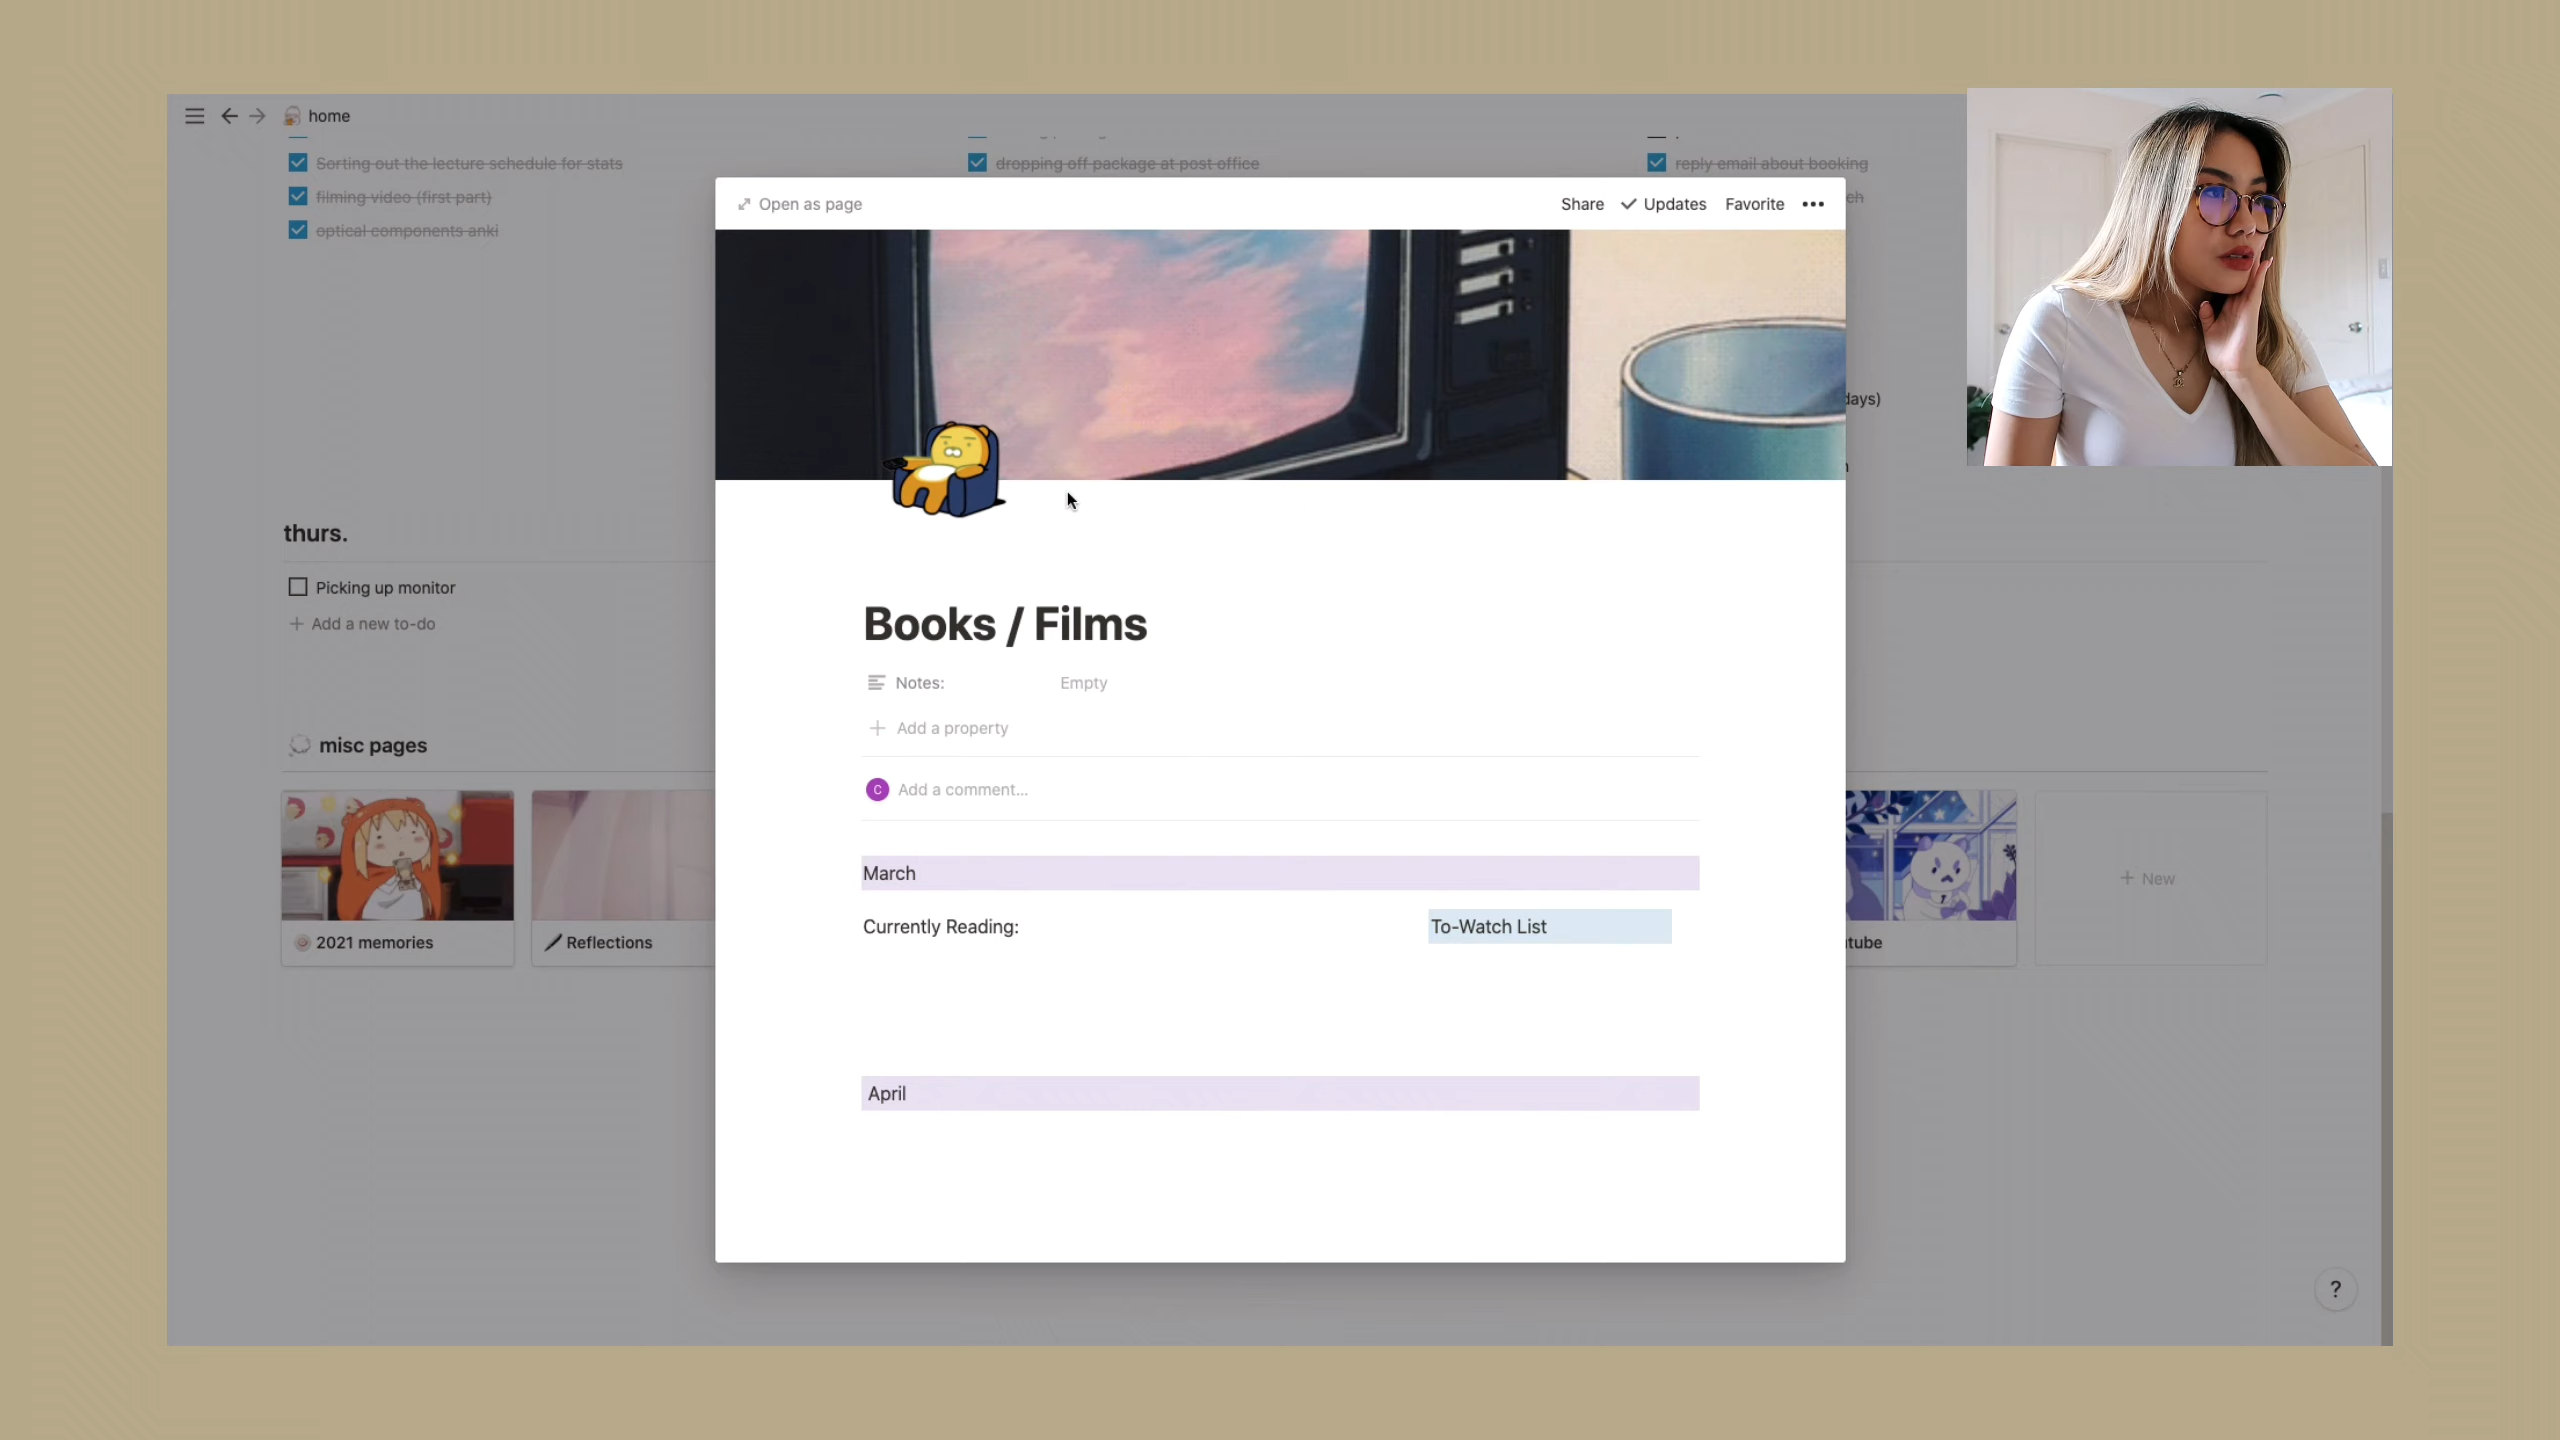 home
Sorting out the lecture schedule for stats
dropping off package at post office
reply email about booking
filming video (first part)
optical components anki
Open as page
Share
Updates
Favorite
•••
days)
thurs.
Picking up monitor
+ Add a new to-do
misc pages
2021 memories
Reflections
+ New
Books / Films
Notes:
Empty
+ Add a property
C
Add a comment...
March
Currently Reading:
To-Watch List
April
?